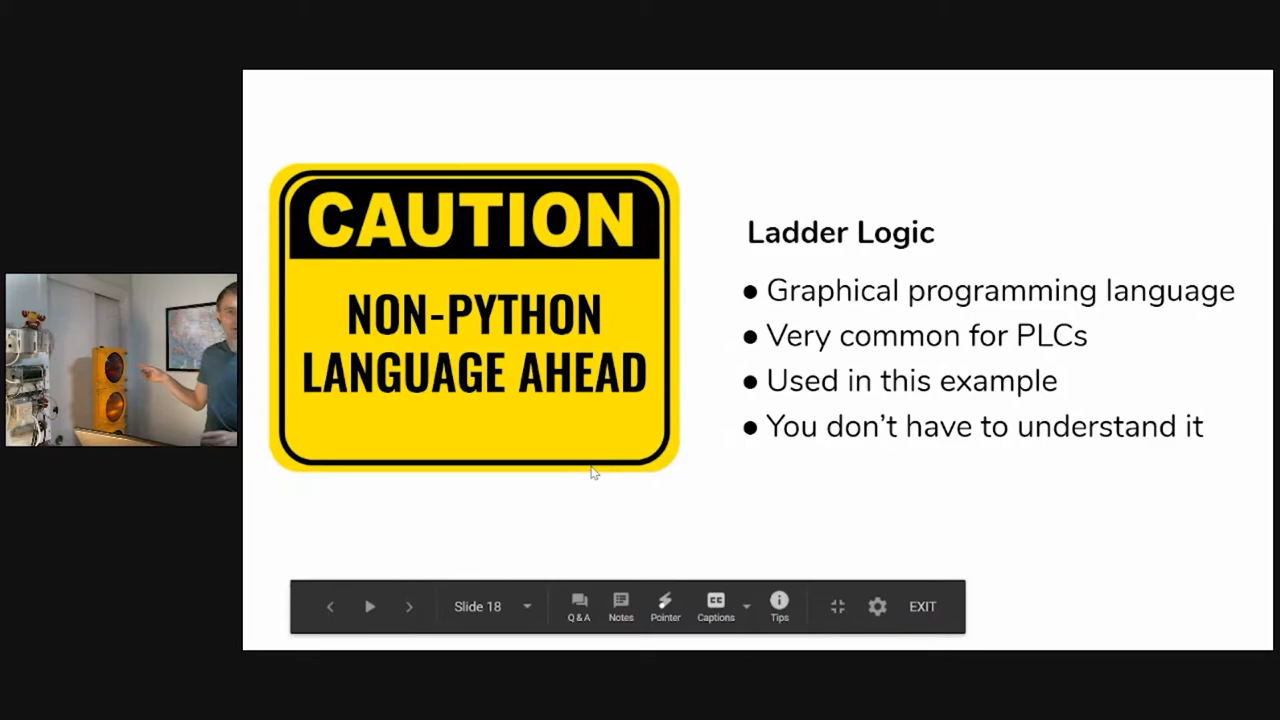 CAUTION
NON-PYTHON
LANGUAGE AHEAD
Ladder Logic
● Graphical programming language
● Very common for PLCs
● Used in this example
● You don't have to understand it
Slide 18
Q & A
Notes
Pointer
CC
Captions
Tips
EXIT